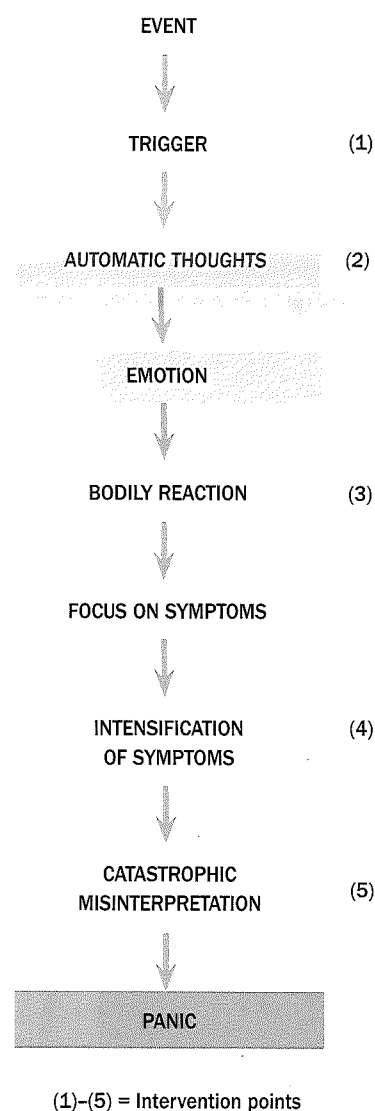 EVENT
TRIGGER (1)
AUTOMATIC THOUGHTS (2)
EMOTION
BODILY REACTION (3)
FOCUS ON SYMPTOMS
INTENSIFICATION (4)
OF SYMPTOMS
CATASTROPHIC
MISINTERPRETATION (5)
PANIC
(1)–(5) = Intervention points